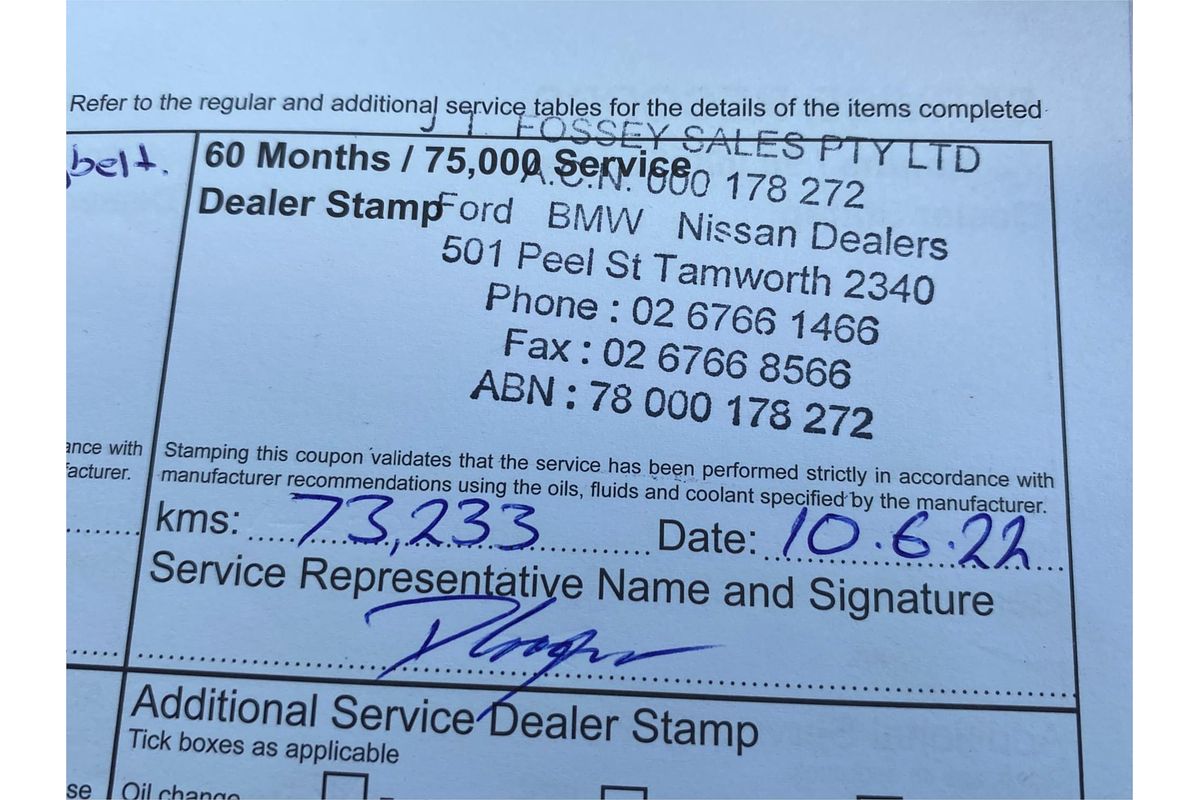 Refer to the regular and additional service tables for the details of the items completed
J T. FOSSEY SALES PTY LTD
belt.
60 Months / 75,000 Service
A.C.N. 000 178 272
Dealer Stamp
Ford BMW Nissan Dealers
501 Peel St Tamworth 2340
Phone : 02 6766 1466
Fax : 02 6766 8566
ABN : 78 000 178 272
ance with
acturer.
Stamping this coupon validates that the service has been performed strictly in accordance with
manufacturer recommendations using the oils, fluids and coolant specified by the manufacturer.
kms: 73,233 Date: 10.6.22
Service Representative Name and Signature
Additional Service Dealer Stamp
Tick boxes as applicable
se
Oil change